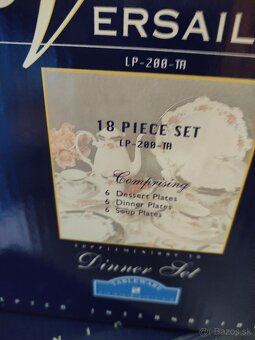 VERSAIL
LP-200-TA
18 PIECE SET
LP-200-TA
Comprising
6 Dessert Plates
6 Dinner Plates
6 Soup Plates
Dinner Set
TABLEWARE
bazos.sk